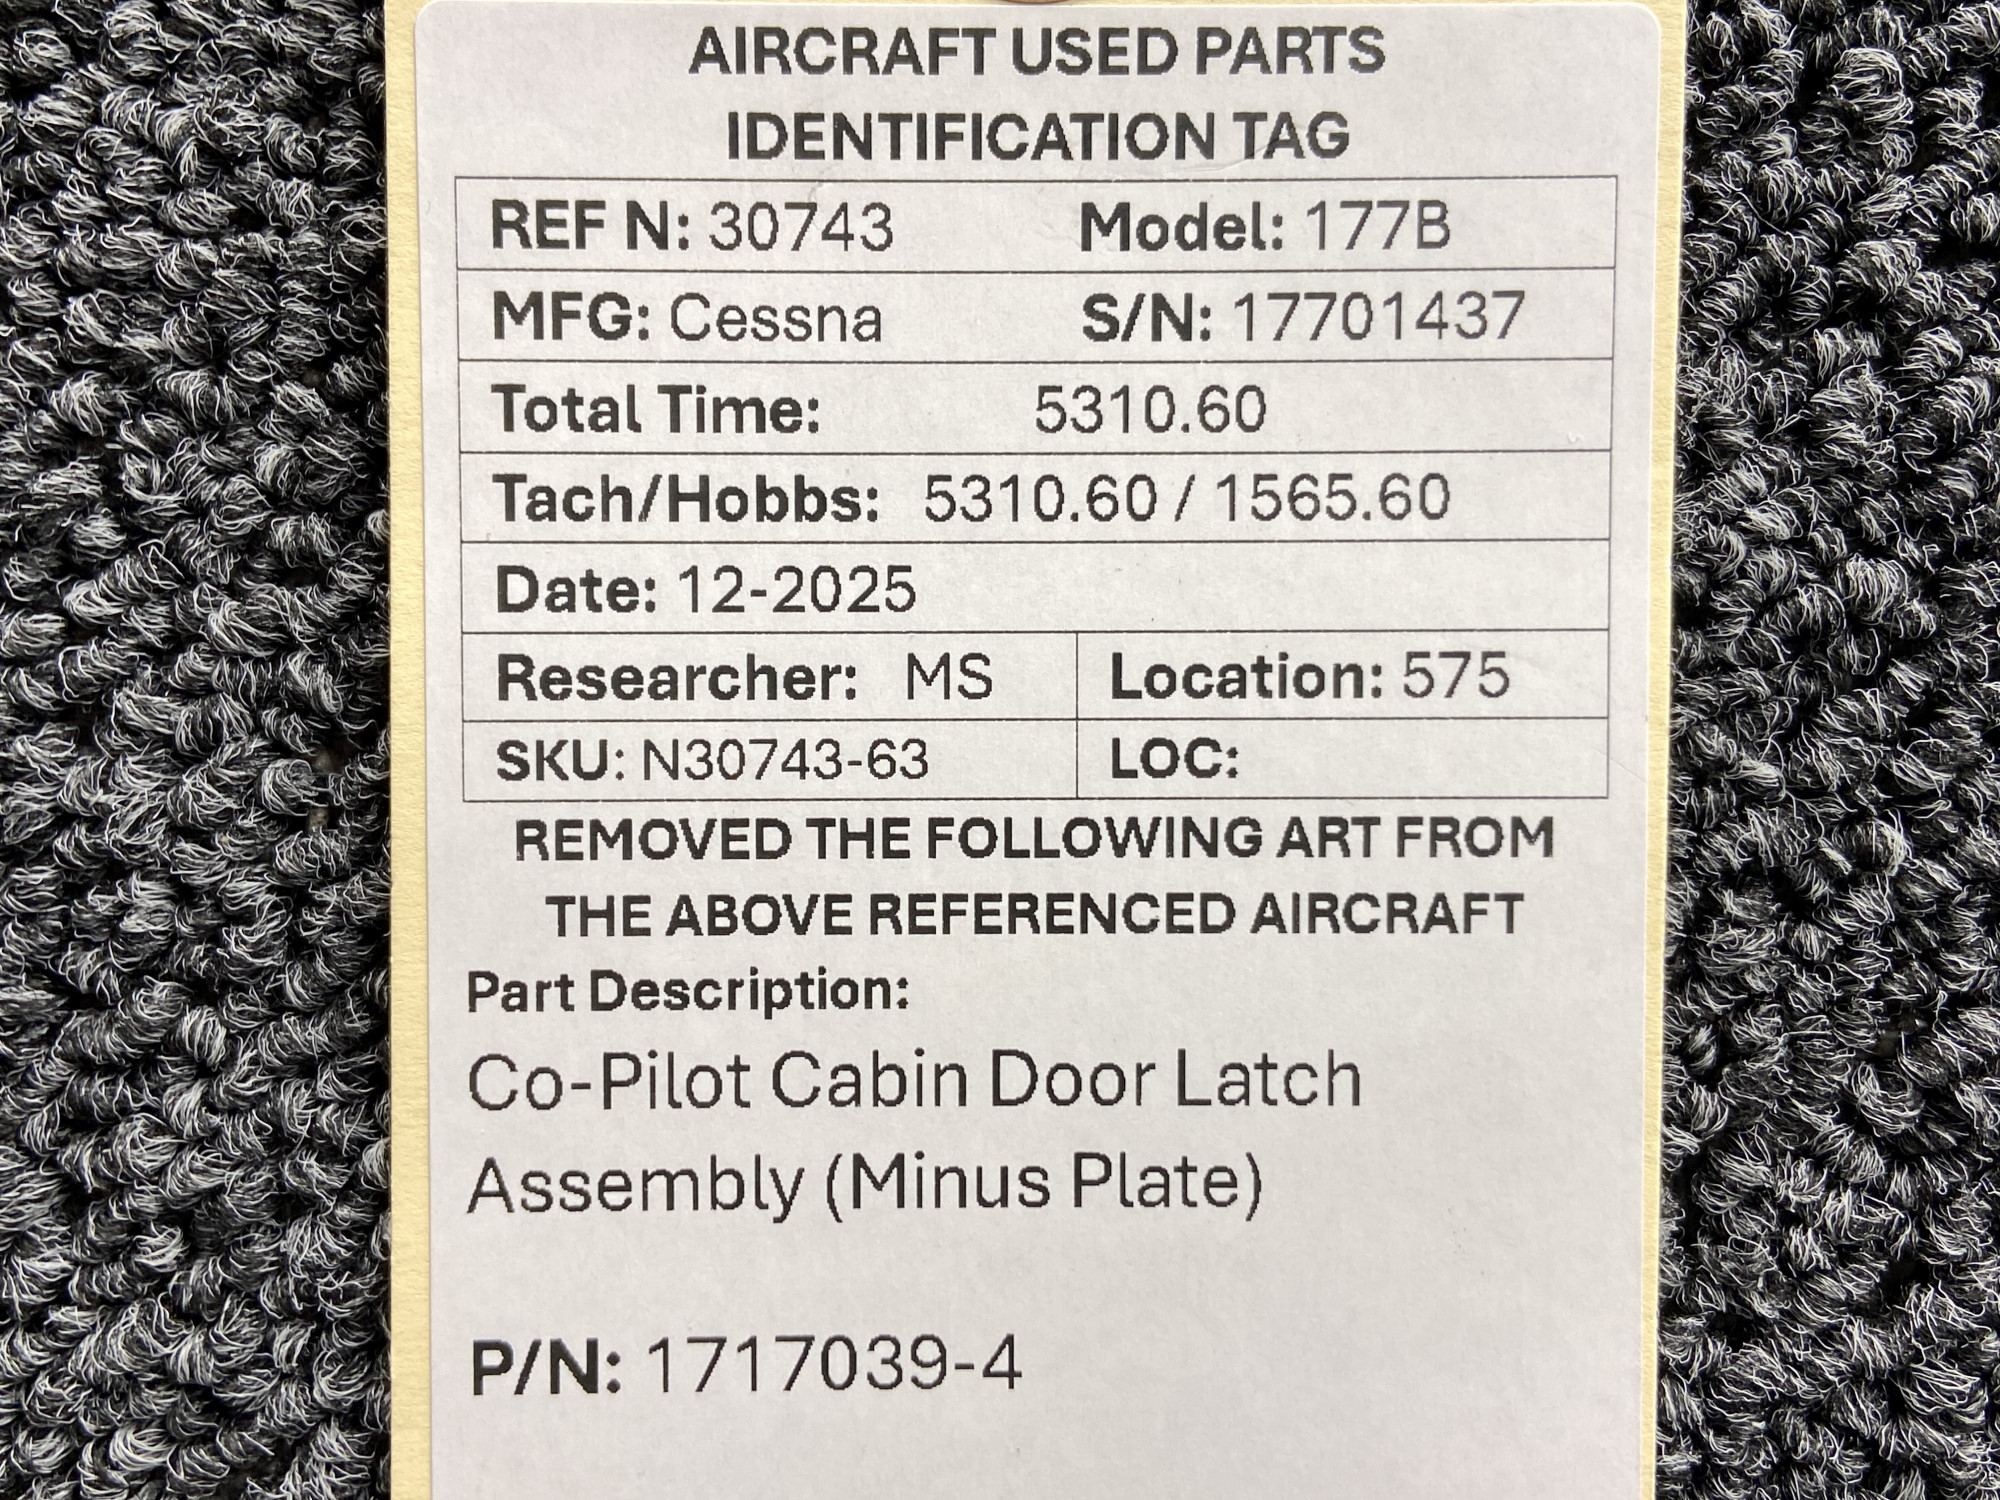 AIRCRAFT USED PARTS
IDENTIFICATION TAG
REF N: 30743 Model: 177B
MFG: Cessna S/N: 17701437
Total Time: 5310.60
Tach/Hobbs: 5310.60 / 1565.60
Date: 12-2025
Researcher: MS Location: 575
SKU: N30743-63 LOC:
REMOVED THE FOLLOWING ART FROM
THE ABOVE REFERENCED AIRCRAFT
Part Description:
Co-Pilot Cabin Door Latch
Assembly (Minus Plate)
P/N: 1717039-4